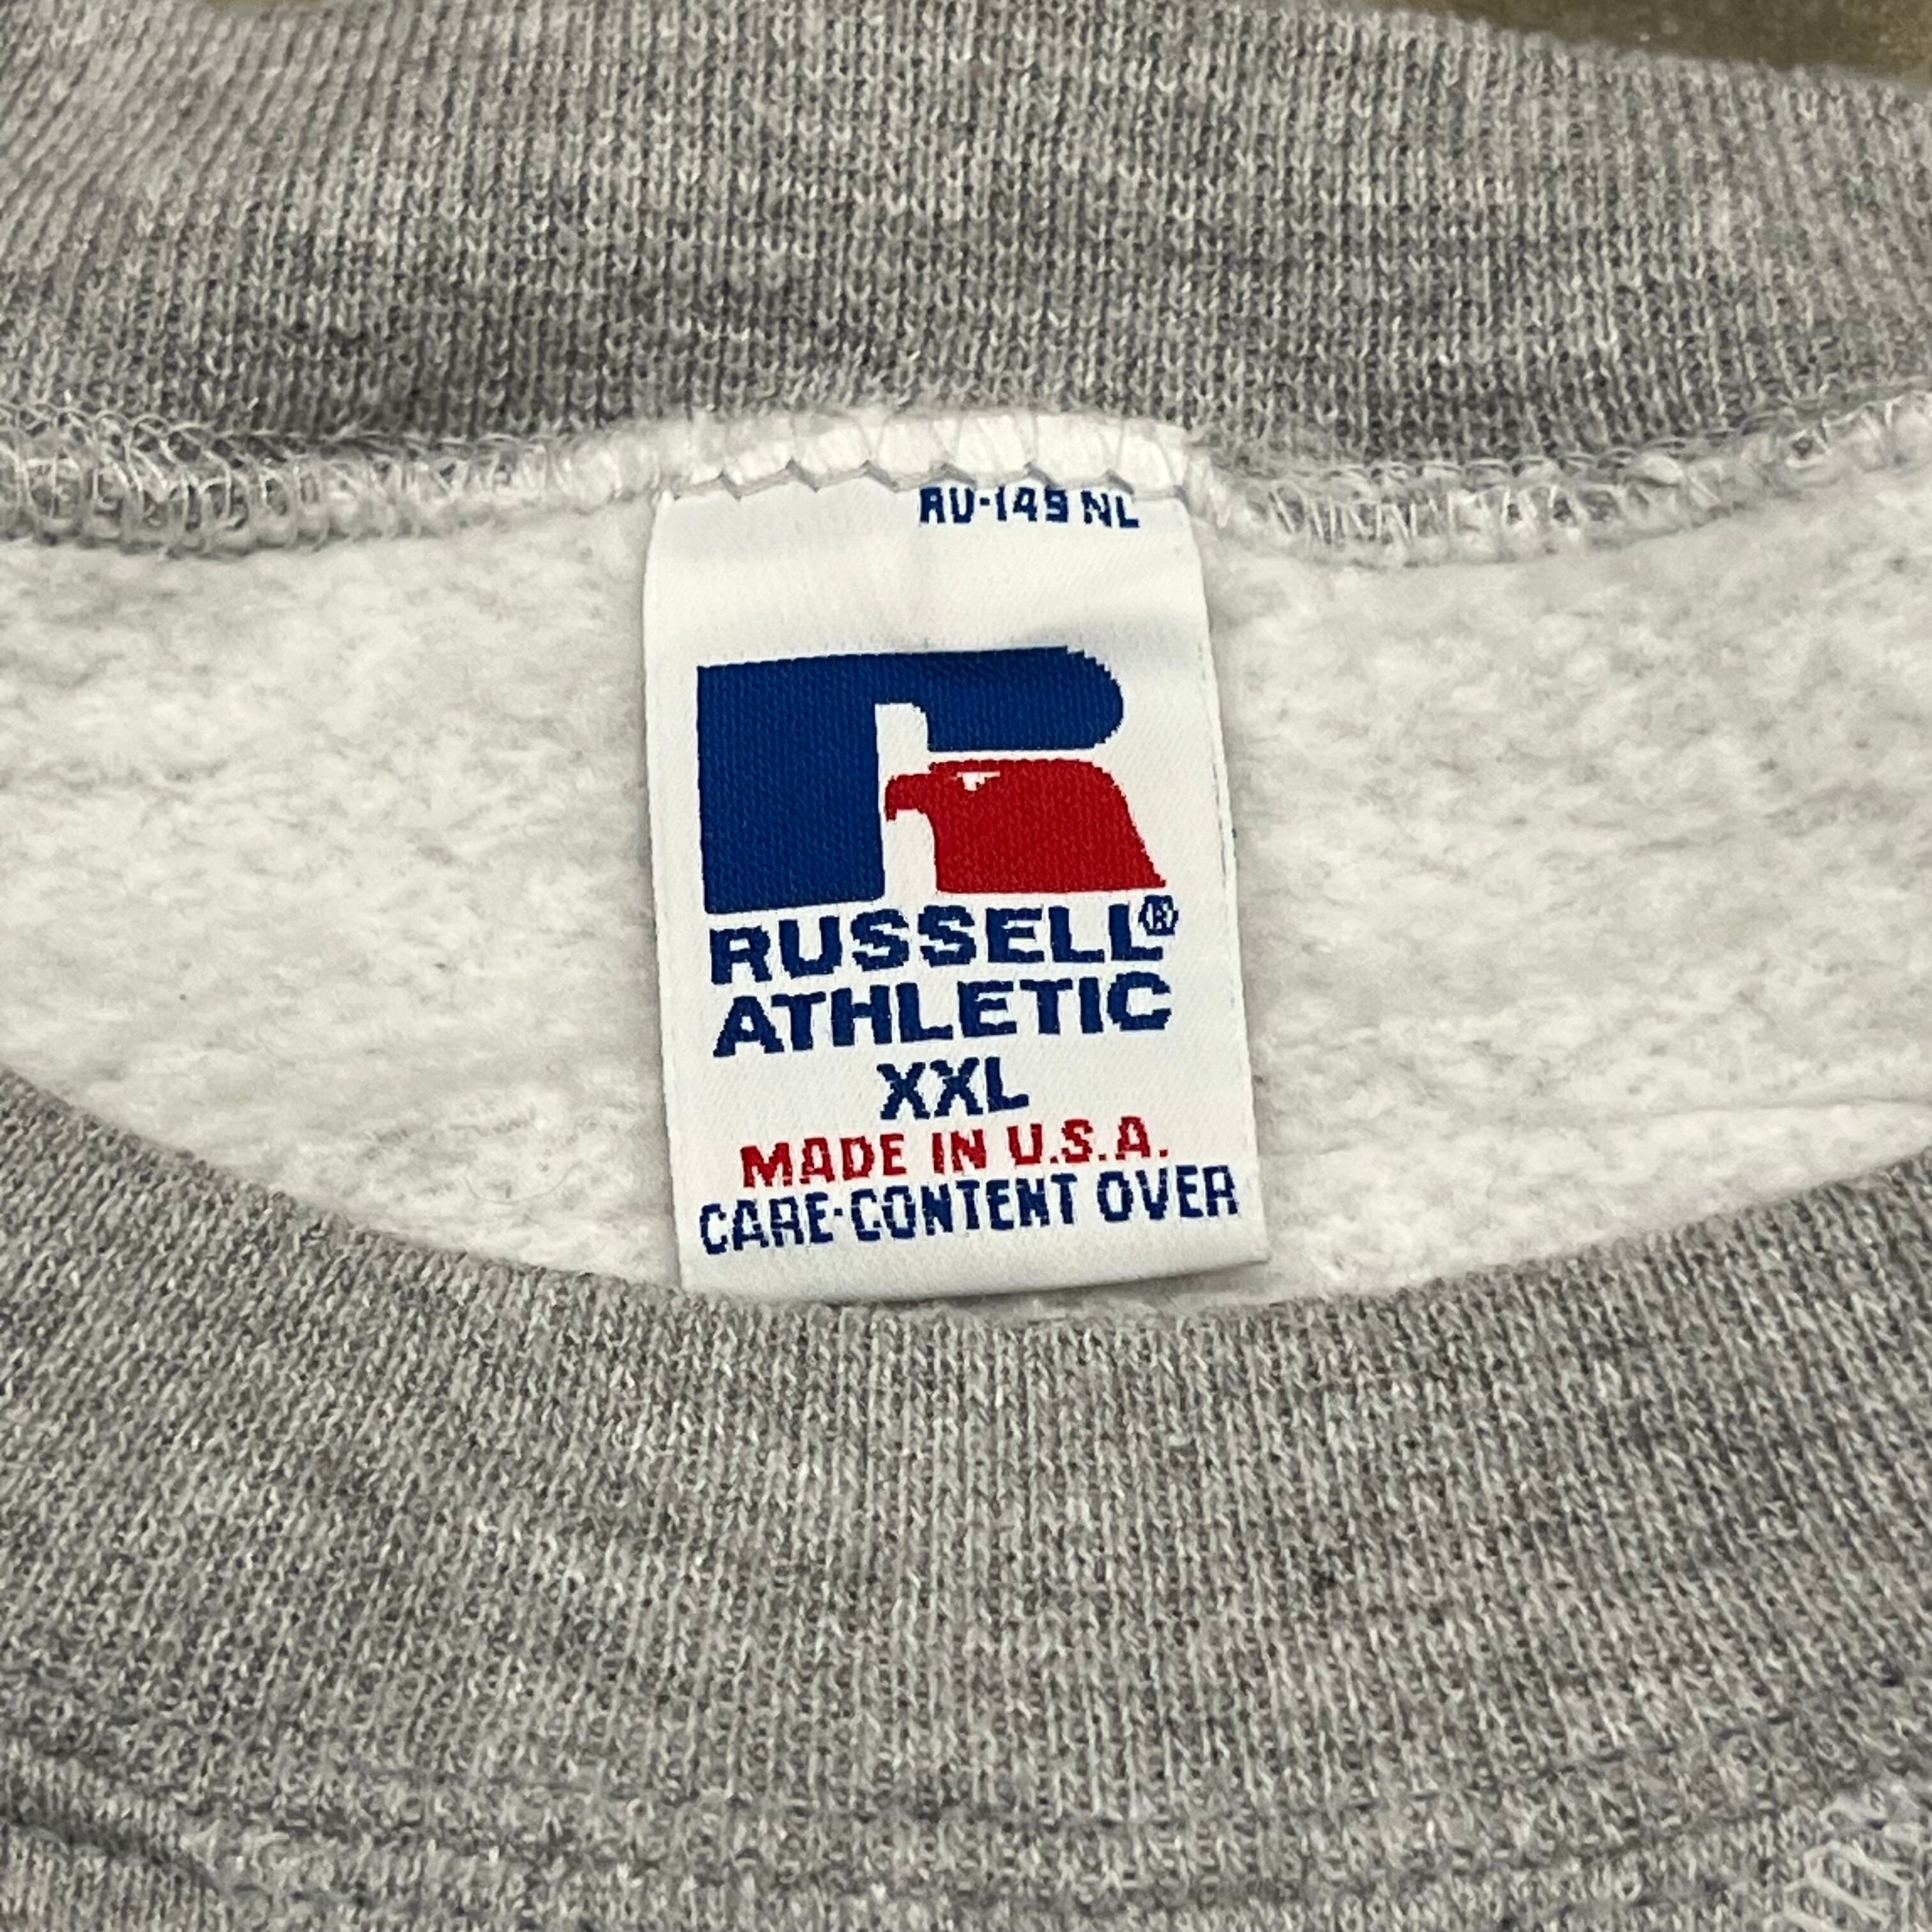 RU-149 NL
RUSSELL®
ATHLETIC
XXL
MADE IN U.S.A.
CARE·CONTENT OVER